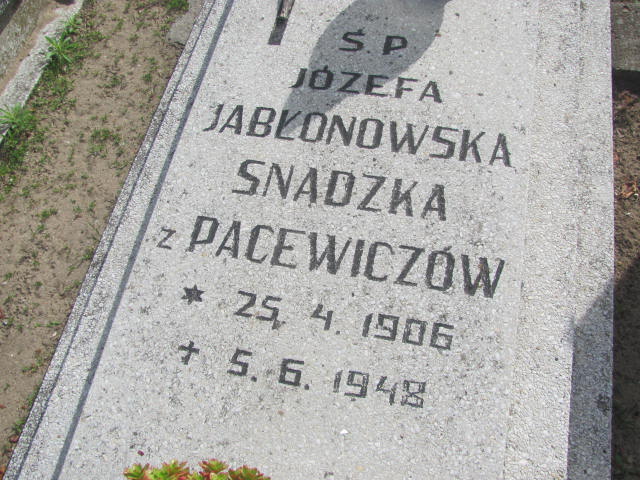 Ś. P.
JÓZEFA
JABŁONOWSKA
SNADZKA
z PACEWICZÓW
* 25. 4. 1906
✝ 5. 6. 1948